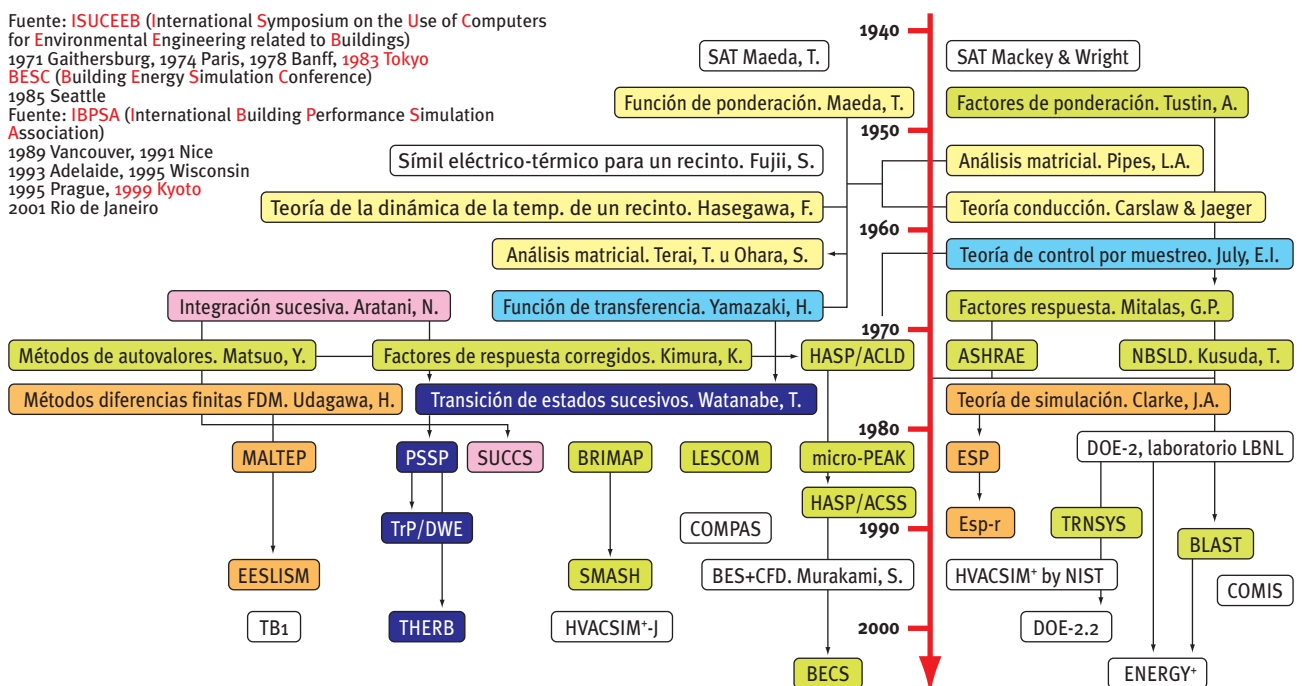 Fuente: ISUCEEB (International Symposium on the Use of Computers
for Environmental Engineering related to Buildings)
1971 Gaithersburg, 1974 Paris, 1978 Banff, 1983 Tokyo
BESC (Building Energy Simulation Conference)
1985 Seattle
Fuente: IBPSA (International Building Performance Simulation
Association)
1989 Vancouver, 1991 Nice
1993 Adelaide, 1995 Wisconsin
1995 Prague, 1999 Kyoto
2001 Rio de Janeiro
1940
SAT Maeda, T.
SAT Mackey & Wright
Función de ponderación. Maeda, T.
Factores de ponderación. Tustin, A.
1950
Símil eléctrico-térmico para un recinto. Fujii, S.
Análisis matricial. Pipes, L.A.
Teoría de la dinámica de la temp. de un recinto. Hasegawa, F.
Teoría conducción. Carslaw & Jaeger
1960
Análisis matricial. Terai, T. u Ohara, S.
Teoría de control por muestreo. July, E.I.
Integración sucesiva. Aratani, N.
Función de transferencia. Yamazaki, H.
Factores respuesta. Mitalas, G.P.
1970
Métodos de autovalores. Matsuo, Y.
Factores de respuesta corregidos. Kimura, K.
HASP/ACLD
ASHRAE
NBSLD. Kusuda, T.
Métodos diferencias finitas FDM. Udagawa, H.
Transición de estados sucesivos. Watanabe, T.
Teoría de simulación. Clarke, J.A.
1980
MALTEP
PSSP
SUCCS
BRIMAP
LESCOM
micro-PEAK
ESP
DOE-2, laboratorio LBNL
HASP/ACSS
TrP/DWE
COMPAS
1990
Esp-r
TRNSYS
BLAST
EESLISM
SMASH
BES+CFD. Murakami, S.
HVACSIM+ by NIST
COMIS
TB1
THERB
HVACSIM+-J
2000
DOE-2.2
BECS
ENERGY+